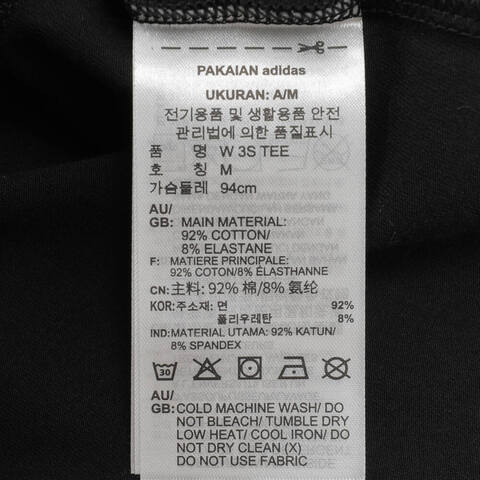 PAKAIAN adidas
UKURAN: A/M
전기용품 및 생활용품 안전
관리법에 의한 품질표시
품 명 W 3S TEE
호 칭 M
가슴둘레 94cm
AU/
GB: MAIN MATERIAL:
92% COTTON/
8% ELASTANE
F: MATIERE PRINCIPALE:
92% COTON/8% ÉLASTHANNE
CN: 主料: 92% 棉/8% 氨纶
KOR: 주소재: 면 92%
폴리우레탄 8%
IND: MATERIAL UTAMA: 92% KATUN/
8% SPANDEX
30
AU/
GB: COLD MACHINE WASH/ DO
NOT BLEACH/ TUMBLE DRY
LOW HEAT/ COOL IRON/ DO
NOT DRY CLEAN (X)
DO NOT USE FABRIC